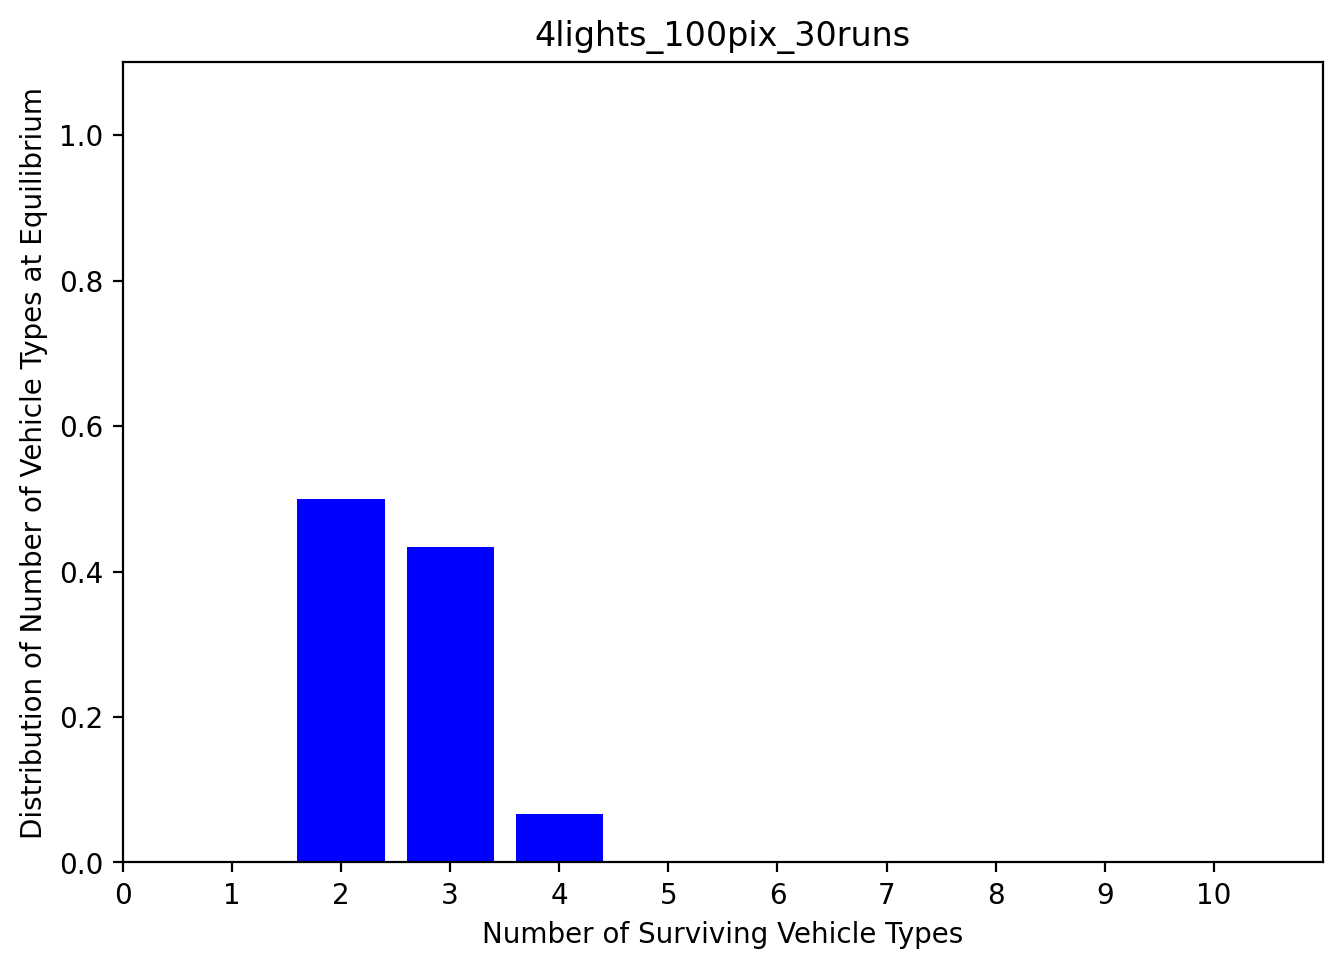 4lights_100pix_30runs
Distribution of Number of Vehicle Types at Equilibrium
1.0
0.8
0.6
0.4
0.2
0.0
0 1 2 3 4 5 6 7 8 9 10
Number of Surviving Vehicle Types